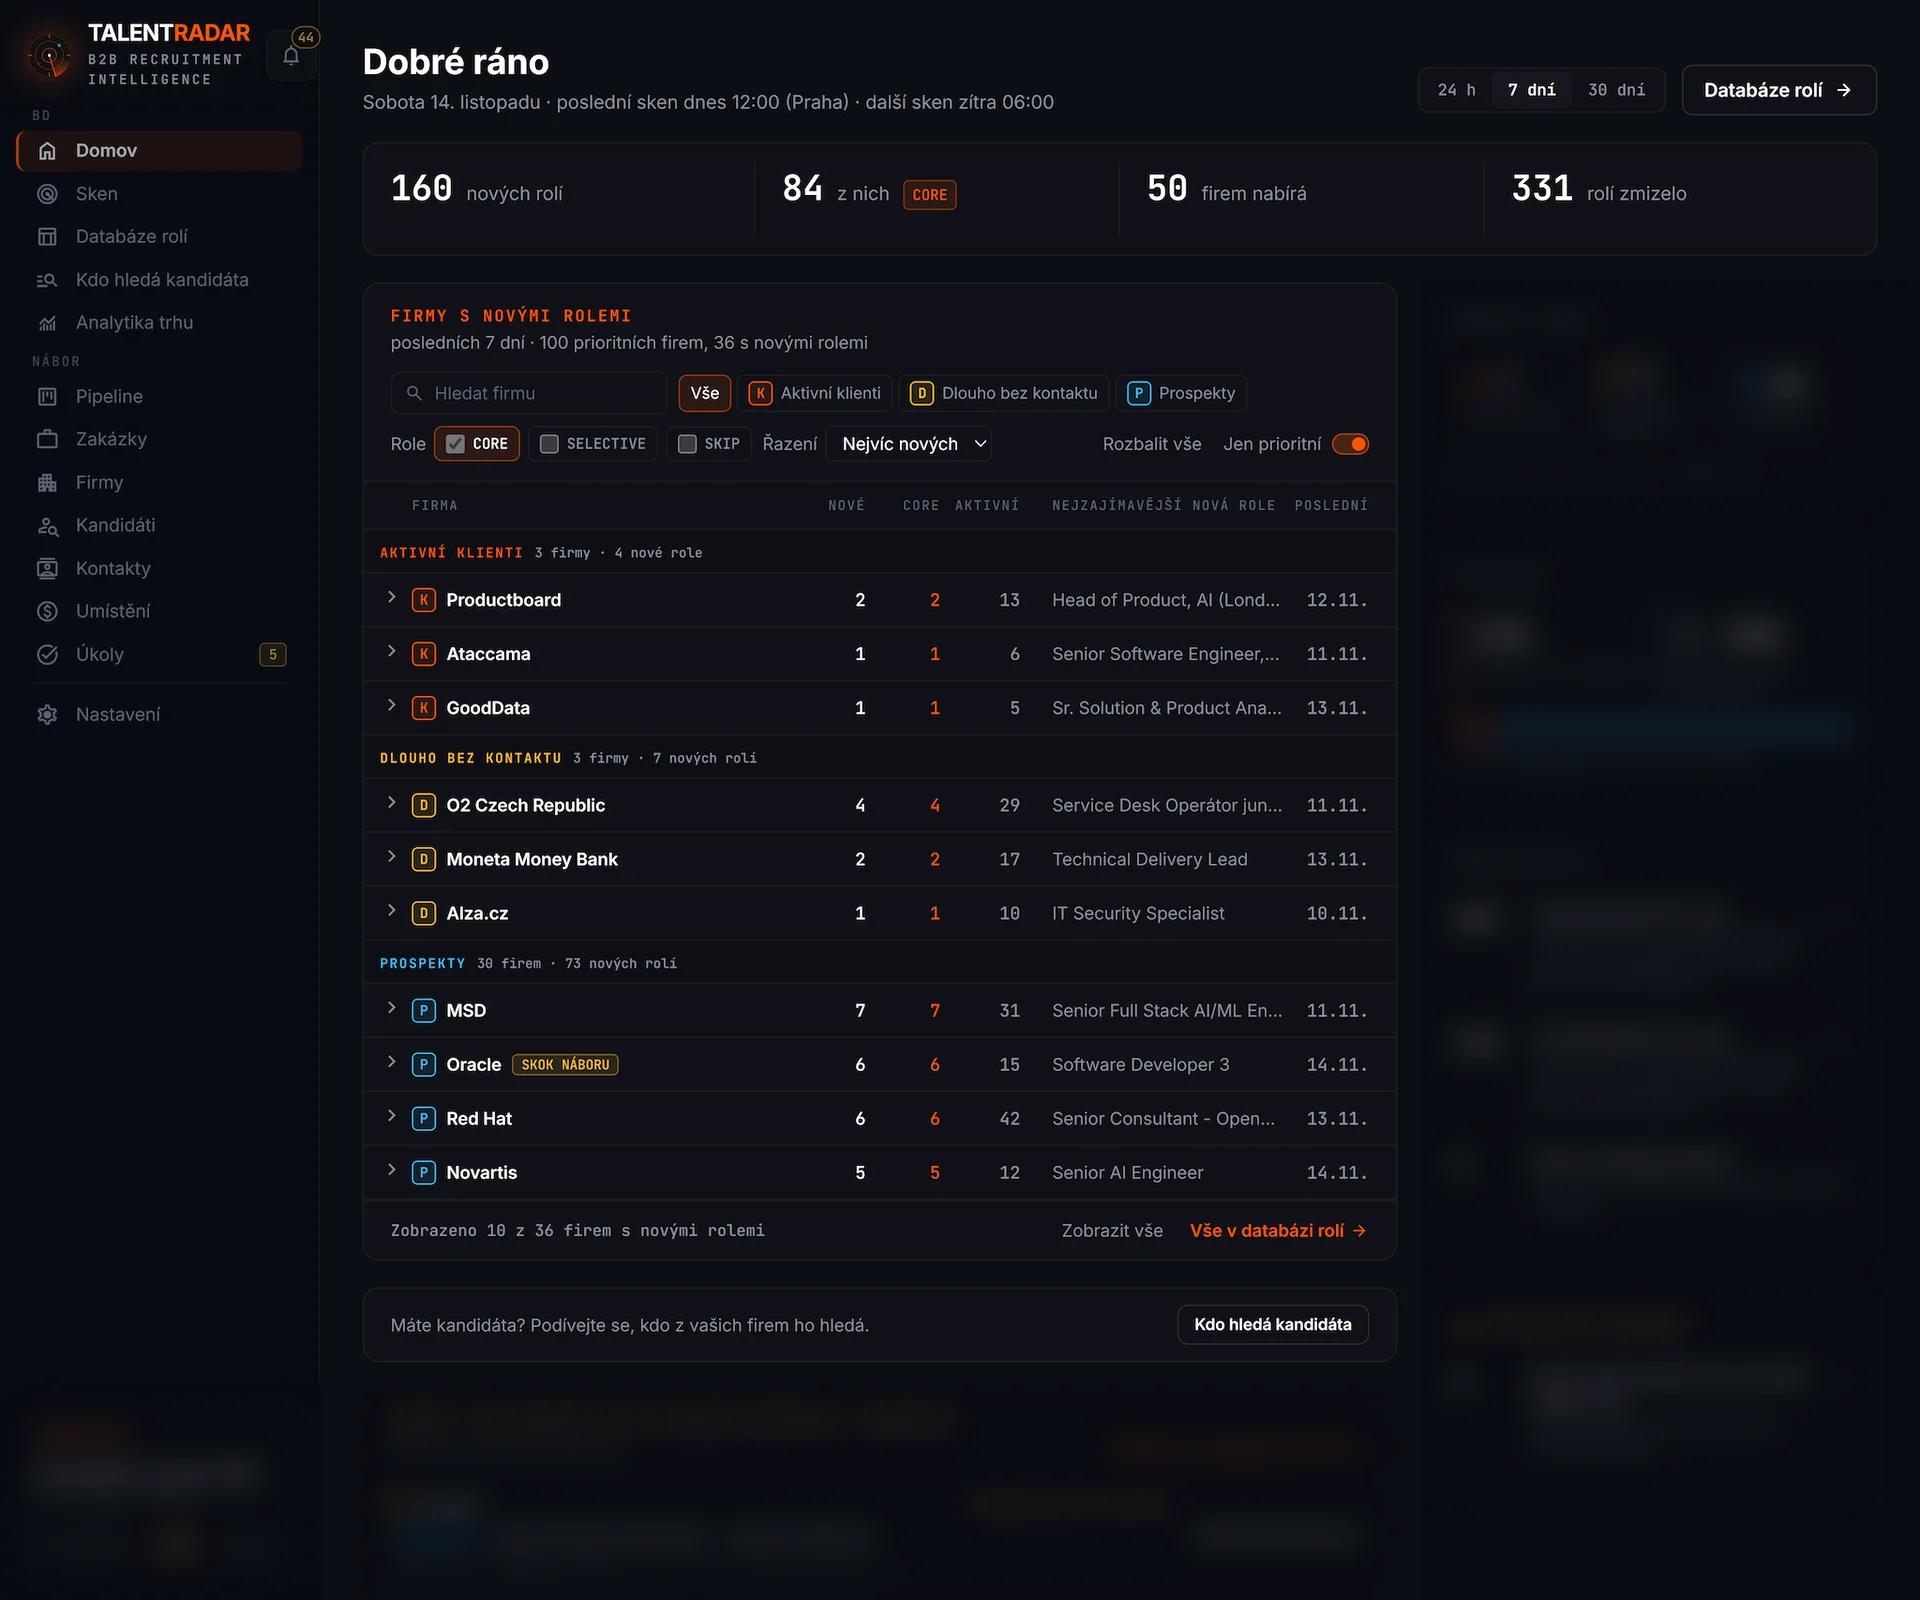 TALENTRADAR
B2B RECRUITMENT
INTELLIGENCE
44
BD
Domov
Sken
Databáze rolí
Kdo hledá kandidáta
Analytika trhu
NÁBOR
Pipeline
Zakázky
Firmy
Kandidáti
Kontakty
Umístění
Úkoly 5
Nastavení
Dobré ráno
Sobota 14. listopadu · poslední sken dnes 12:00 (Praha) · další sken zítra 06:00
24 h 7 dní 30 dní
Databáze rolí →
160 nových rolí
84 z nich CORE
50 firem nabírá
331 rolí zmizelo
FIRMY S NOVÝMI ROLEMI
posledních 7 dní · 100 prioritních firem, 36 s novými rolemi
Hledat firmu Vše K Aktivní klienti D Dlouho bez kontaktu P Prospekty
Role CORE SELECTIVE SKIP Řazení Nejvíc nových Rozbalit vše Jen prioritní
FIRMA NOVÉ CORE AKTIVNÍ NEJZAJÍMAVĚJŠÍ NOVÁ ROLE POSLEDNÍ
AKTIVNÍ KLIENTI 3 firmy · 4 nové role
K Productboard 2 2 13 Head of Product, AI (Lond... 12.11.
K Ataccama 1 1 6 Senior Software Engineer,... 11.11.
K GoodData 1 1 5 Sr. Solution & Product Ana... 13.11.
DLOUHO BEZ KONTAKTU 3 firmy · 7 nových rolí
D O2 Czech Republic 4 4 29 Service Desk Operátor jun... 11.11.
D Moneta Money Bank 2 2 17 Technical Delivery Lead 13.11.
D Alza.cz 1 1 10 IT Security Specialist 10.11.
PROSPEKTY 30 firem · 73 nových rolí
P MSD 7 7 31 Senior Full Stack AI/ML En... 11.11.
P Oracle SKOK NÁBORU 6 6 15 Software Developer 3 14.11.
P Red Hat 6 6 42 Senior Consultant - Open... 13.11.
P Novartis 5 5 12 Senior AI Engineer 14.11.
Zobrazeno 10 z 36 firem s novými rolemi Zobrazit vše Vše v databázi rolí →
Máte kandidáta? Podívejte se, kdo z vašich firem ho hledá. Kdo hledá kandidáta